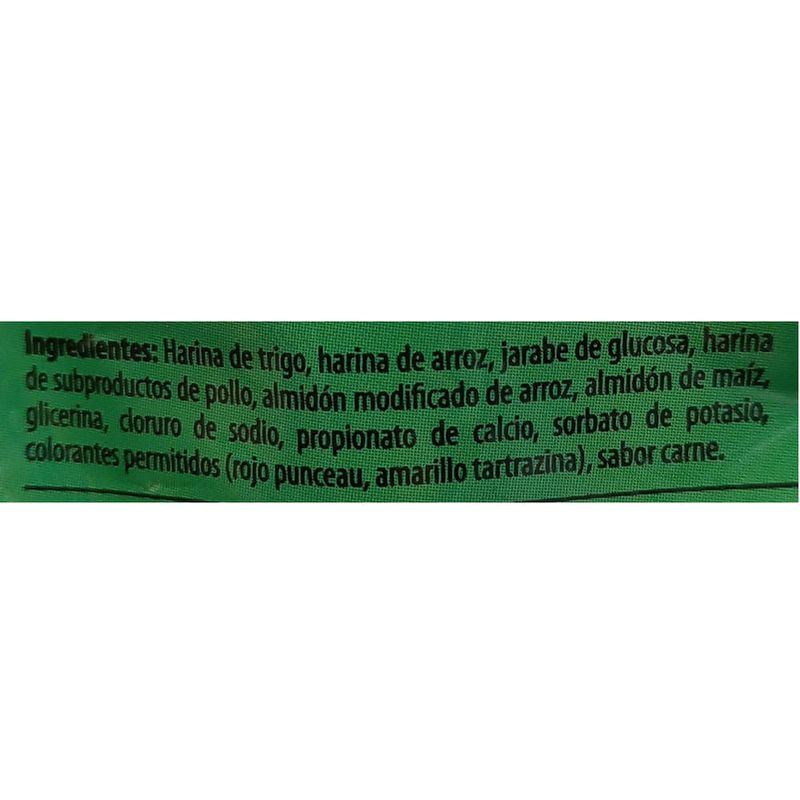 Ingredientes: Harina de trigo, harina de arroz, jarabe de glucosa, harina
de subproductos de pollo, almidón modificado de arroz, almidón de maíz,
glicerina, cloruro de sodio, propionato de calcio, sorbato de potasio,
colorantes permitidos (rojo punceau, amarillo tartrazina), sabor carne.